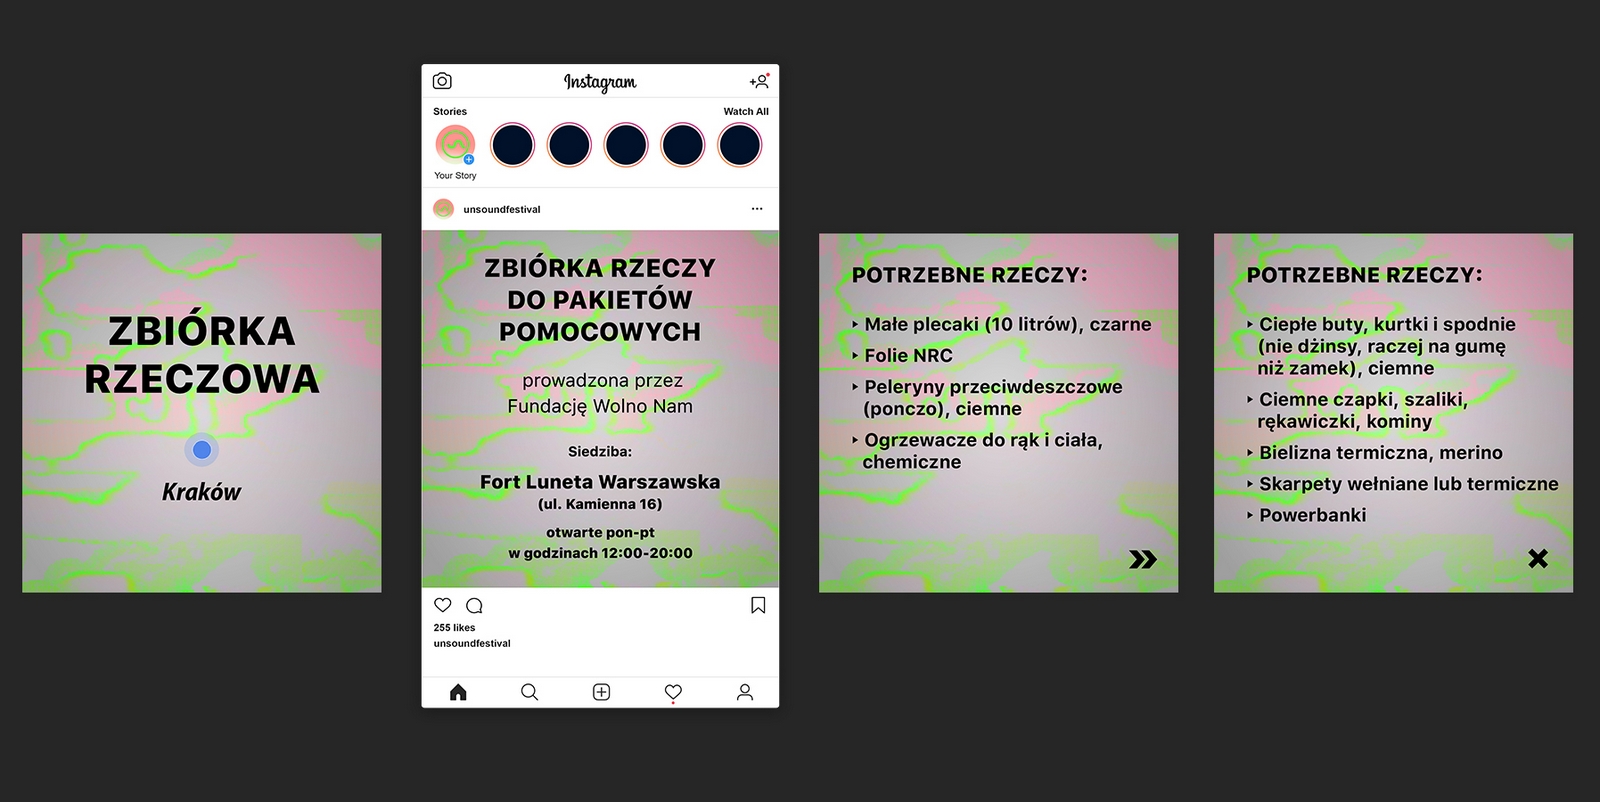 ZBIÓRKA
RZECZOWA
Kraków
Instagram
Stories
Watch All
Your Story
unsoundfestival
ZBIÓRKA RZECZY
DO PAKIETÓW
POMOCOWYCH
prowadzona przez
Fundację Wolno Nam
Siedziba:
Fort Luneta Warszawska
(ul. Kamienna 16)
otwarte pon-pt
w godzinach 12:00-20:00
255 likes
unsoundfestival
POTRZEBNE RZECZY:
‣ Małe plecaki (10 litrów), czarne
‣ Folie NRC
‣ Peleryny przeciwdeszczowe
(ponczo), ciemne
‣ Ogrzewacze do rąk i ciała,
chemiczne
POTRZEBNE RZECZY:
‣ Ciepłe buty, kurtki i spodnie
(nie dżinsy, raczej na gumę
niż zamek), ciemne
‣ Ciemne czapki, szaliki,
rękawiczki, kominy
‣ Bielizna termiczna, merino
‣ Skarpety wełniane lub termiczne
‣ Powerbanki